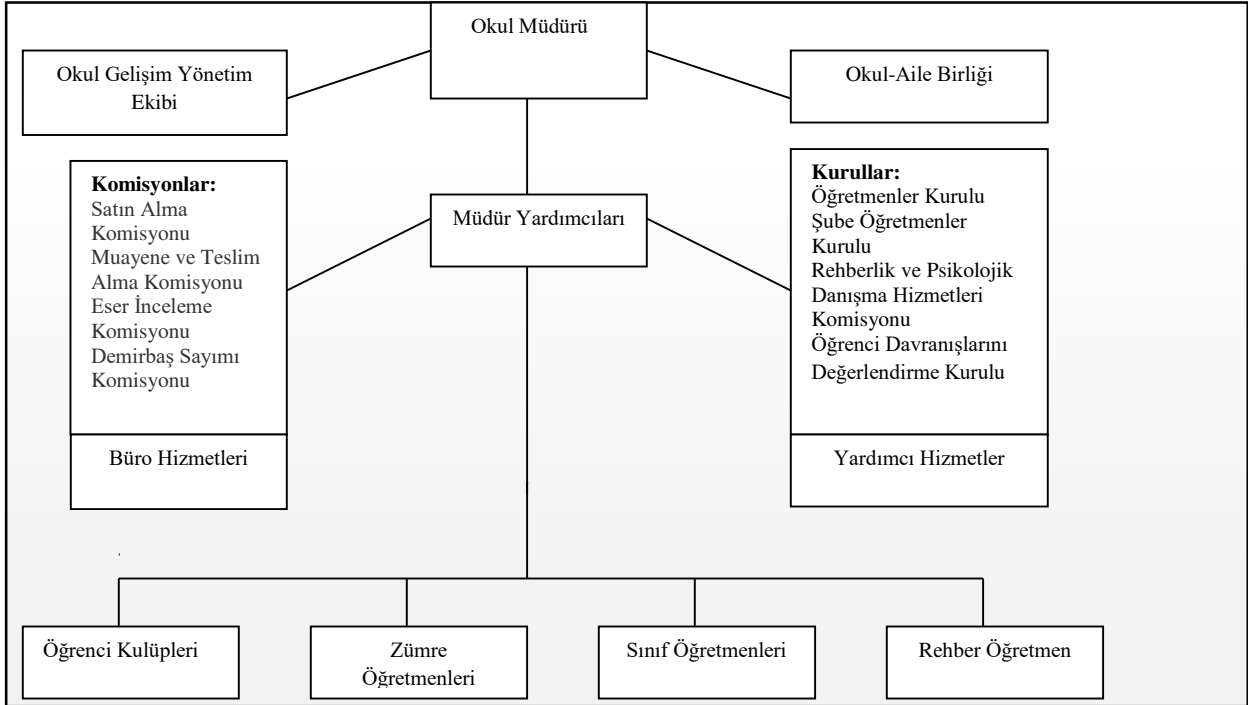 Okul Müdürü
Okul Gelişim Yönetim
Ekibi
Okul-Aile Birliği
Komisyonlar:
Satın Alma
Komisyonu
Muayene ve Teslim
Alma Komisyonu
Eser İnceleme
Komisyonu
Demirbaş Sayımı
Komisyonu
Müdür Yardımcıları
Kurullar:
Öğretmenler Kurulu
Şube Öğretmenler
Kurulu
Rehberlik ve Psikolojik
Danışma Hizmetleri
Komisyonu
Öğrenci Davranışlarını
Değerlendirme Kurulu
Büro Hizmetleri
Yardımcı Hizmetler
Öğrenci Kulüpleri
Zümre
Öğretmenleri
Sınıf Öğretmenleri
Rehber Öğretmen